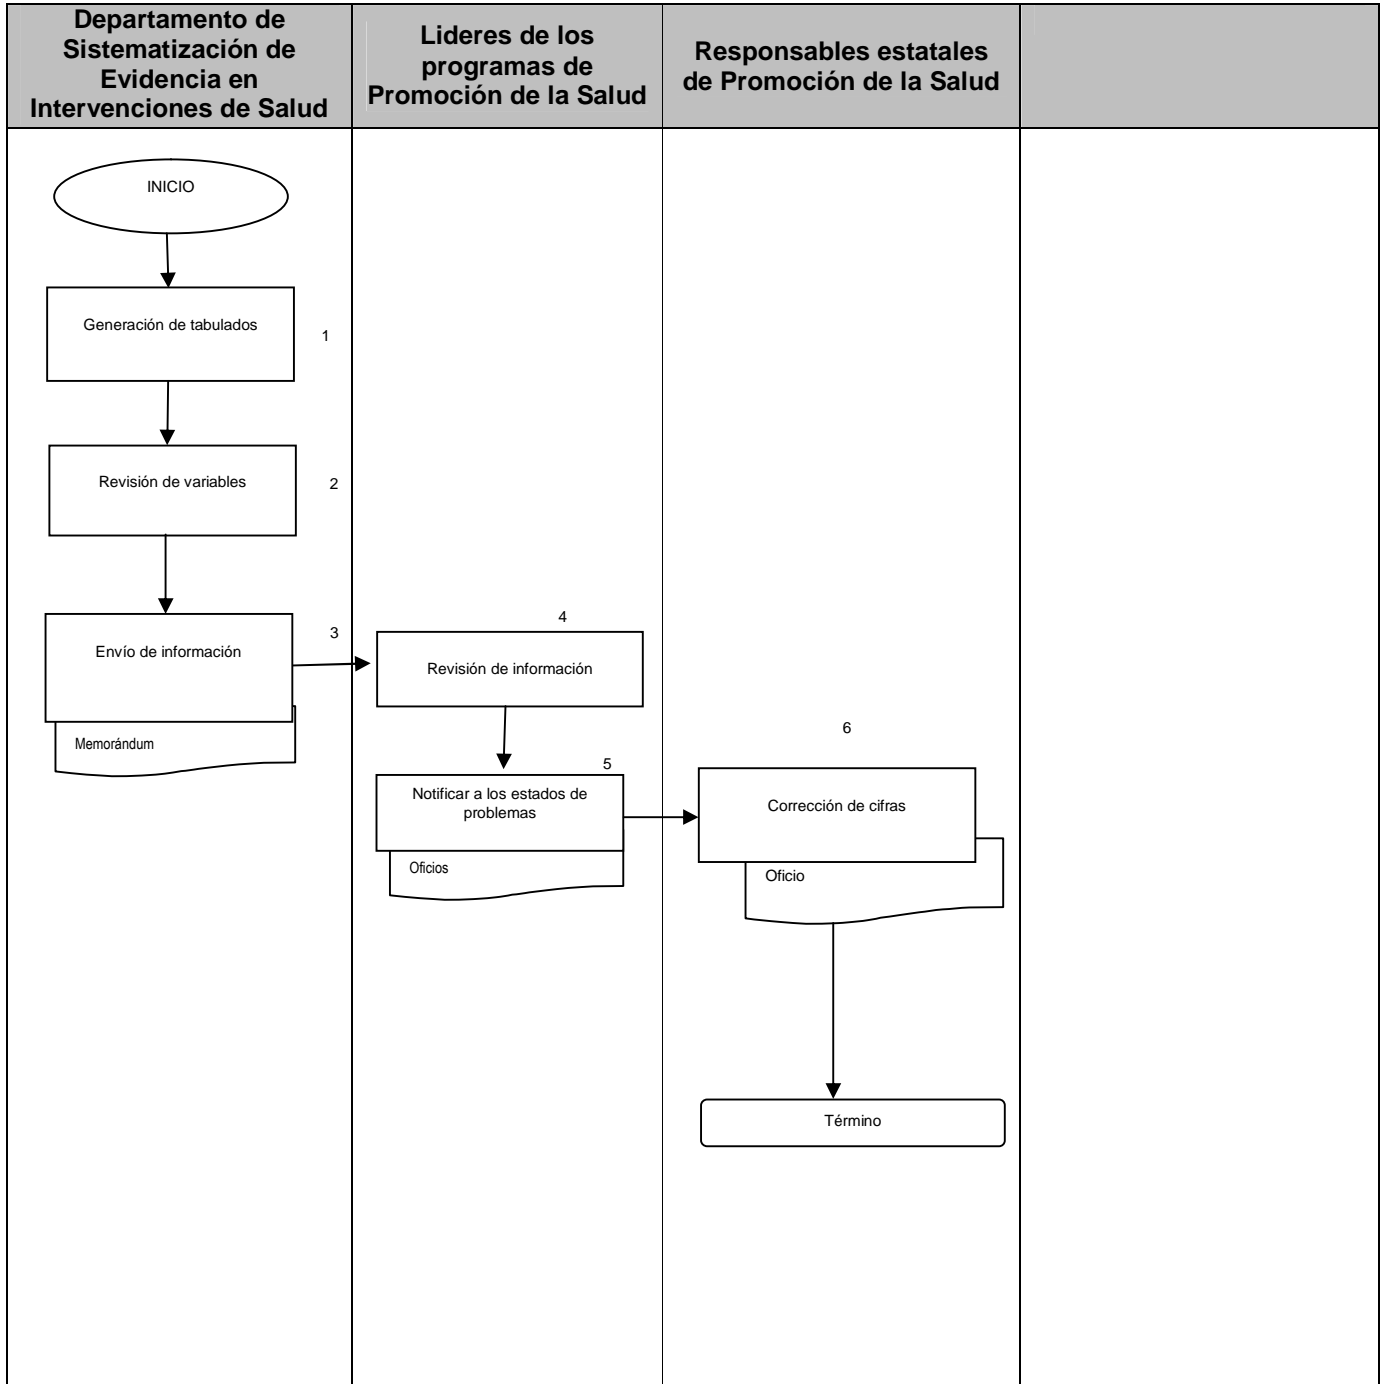 Departamento de
Sistematización de
Evidencia en
Intervenciones de Salud
Lideres de los
programas de
Promoción de la Salud
Responsables estatales
de Promoción de la Salud
INICIO
Generación de tabulados
1
Revisión de variables
2
Envío de información
3
Memorándum
4
Revisión de información
5
Notificar a los estados de
problemas
Oficios
6
Corrección de cifras
Oficio
Término